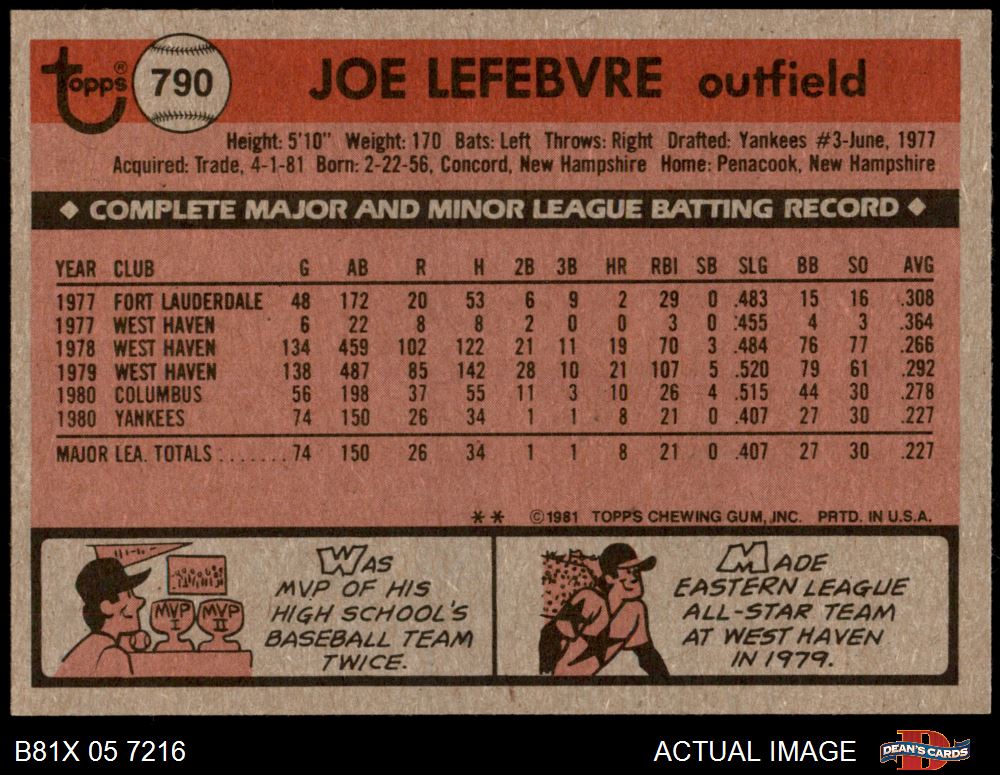 topps® 790 JOE LEFEBVRE outfield
Height: 5'10" Weight: 170 Bats: Left Throws: Right Drafted: Yankees #3-June, 1977
Acquired: Trade, 4-1-81 Born: 2-22-56, Concord, New Hampshire Home: Penacook, New Hampshire
◆ COMPLETE MAJOR AND MINOR LEAGUE BATTING RECORD ◆
YEAR CLUB G AB R H 2B 3B HR RBI SB SLG BB SO AVG
1977 FORT LAUDERDALE 48 172 20 53 6 9 2 29 0 .483 15 16 .308
1977 WEST HAVEN 6 22 8 8 2 0 0 3 0 .455 4 3 .364
1978 WEST HAVEN 134 459 102 122 21 11 19 70 3 .484 76 77 .266
1979 WEST HAVEN 138 487 85 142 28 10 21 107 5 .520 79 61 .292
1980 COLUMBUS 56 198 37 55 11 3 10 26 4 .515 44 30 .278
1980 YANKEES 74 150 26 34 1 1 8 21 0 .407 27 30 .227
MAJOR LEA. TOTALS.......74 150 26 34 1 1 8 21 0 .407 27 30 .227
** ©1981 TOPPS CHEWING GUM, INC. PRTD. IN U.S.A.
MVP I MVP II
WAS
MVP OF HIS
HIGH SCHOOL'S
BASEBALL TEAM
TWICE.
MADE
EASTERN LEAGUE
ALL-STAR TEAM
AT WEST HAVEN
IN 1979.
B81X 05 7216 ACTUAL IMAGE D DEAN'S CARDS